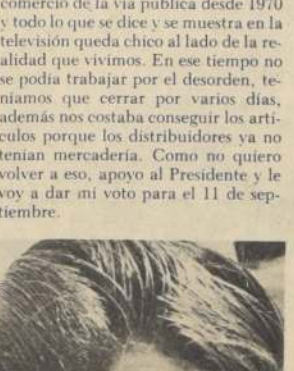 comercio de la vía pública desde 1970
y todo lo que se dice y se muestra en la
televisión queda chico al lado de la re-
alidad que vivimos. En ese tiempo no
se podía trabajar por el desorden, te-
níamos que cerrar por varios días,
además nos costaba conseguir los artí-
culos porque los distribuidores ya no
tenían mercadería. Como no quiero
volver a eso, apoyo al Presidente y le
voy a dar mi voto para el 11 de sep-
tiembre.